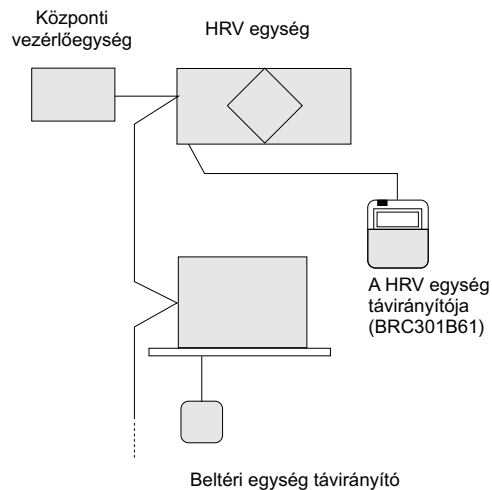 Központi
vezérlőegység
HRV egység
A HRV egység
távirányítója
(BRC301B61)
Beltéri egység távirányító